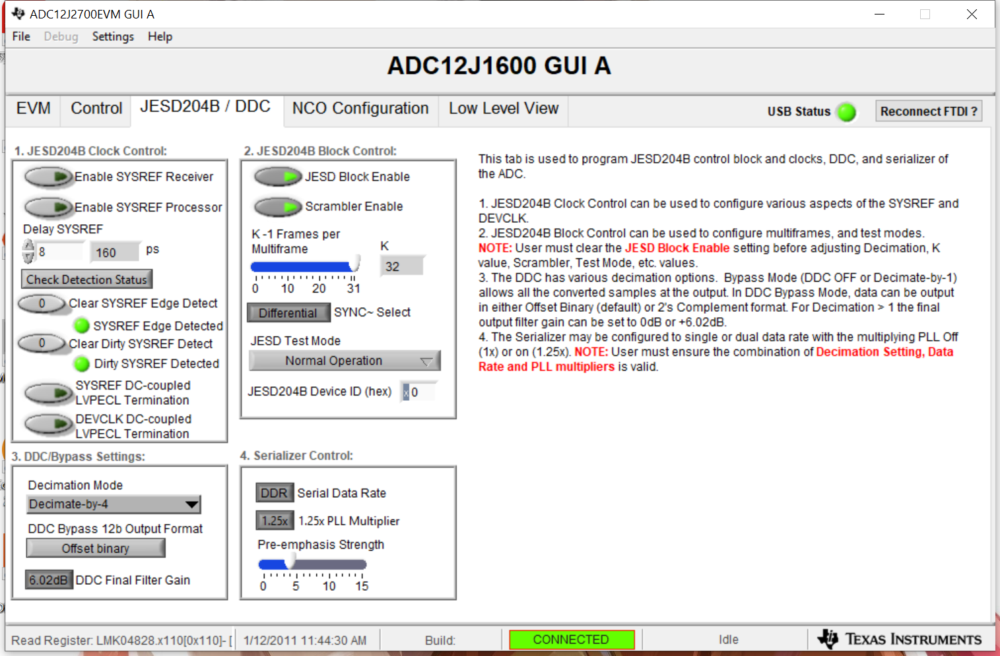 ADC12J2700EVM GUI A
File Debug Settings Help
ADC12J1600 GUI A
EVM Control JESD204B / DDC NCO Configuration Low Level View USB Status Reconnect FTDI ?
1. JESD204B Clock Control:
Enable SYSREF Receiver
Enable SYSREF Processor
Delay SYSREF
8 160 ps
Check Detection Status
0 Clear SYSREF Edge Detect
SYSREF Edge Detected
0 Clear Dirty SYSREF Detect
Dirty SYSREF Detected
SYSREF DC-coupled
LVPECL Termination
DEVCLK DC-coupled
LVPECL Termination
2. JESD204B Block Control:
JESD Block Enable
Scrambler Enable
K -1 Frames per
Multiframe
K
32
0 10 20 31
Differential SYNC~ Select
JESD Test Mode
Normal Operation
JESD204B Device ID (hex) x 0
This tab is used to program JESD204B control block and clocks, DDC, and serializer of
the ADC.
1. JESD204B Clock Control can be used to configure various aspects of the SYSREF and
DEVCLK.
2. JESD204B Block Control can be used to configure multiframes, and test modes.
NOTE: User must clear the JESD Block Enable setting before adjusting Decimation, K
value, Scrambler, Test Mode, etc. values.
3. The DDC has various decimation options. Bypass Mode (DDC OFF or Decimate-by-1)
allows all the converted samples at the output. In DDC Bypass Mode, data can be output
in either Offset Binary (default) or 2's Complement format. For Decimation > 1 the final
output filter gain can be set to 0dB or +6.02dB.
4. The Serializer may be configured to single or dual data rate with the multiplying PLL Off
(1x) or on (1.25x). NOTE: User must ensure the combination of Decimation Setting, Data
Rate and PLL multipliers is valid.
3. DDC/Bypass Settings:
Decimation Mode
Decimate-by-4
DDC Bypass 12b Output Format
Offset binary
6.02dB DDC Final Filter Gain
4. Serializer Control:
DDR Serial Data Rate
1.25x 1.25x PLL Multiplier
Pre-emphasis Strength
0 5 10 15
Read Register: LMK04828.x110[0x110]- [ 1/12/2011 11:44:30 AM Build: CONNECTED Idle TEXAS INSTRUMENTS